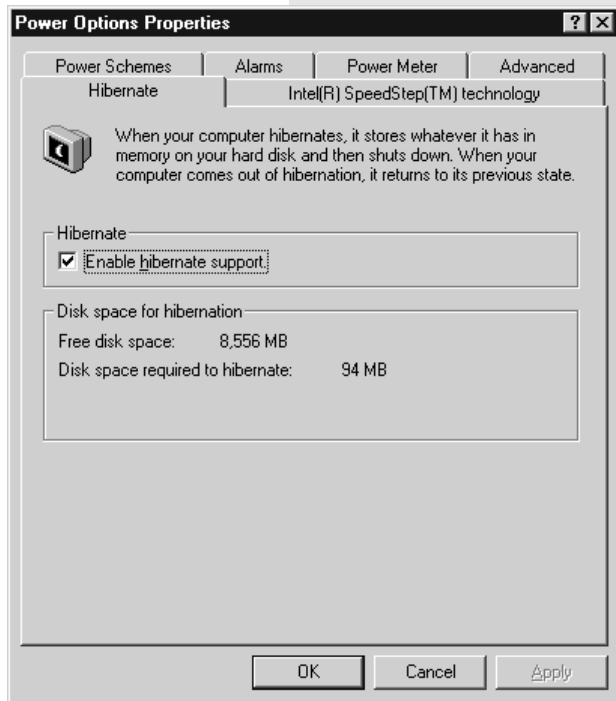 Power Options Properties
Power Schemes
Alarms
Power Meter
Advanced
Hibernate
Intel(R) SpeedStep(TM) technology
When your computer hibernates, it stores whatever it has in
memory on your hard disk and then shuts down. When your
computer comes out of hibernation, it returns to its previous state.
Hibernate
Enable hibernate support.
Disk space for hibernation
Free disk space: 8,556 MB
Disk space required to hibernate: 94 MB
OK
Cancel
Apply